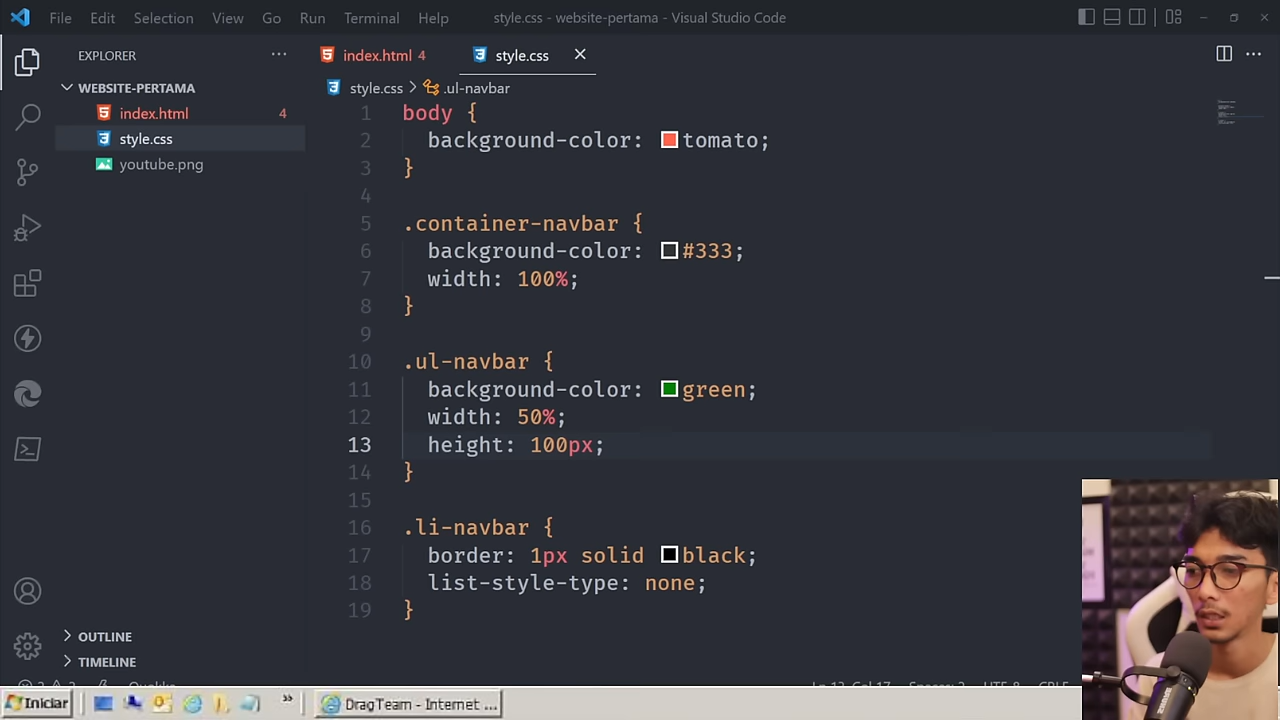 File Edit Selection View Go Run Terminal Help style.css - website-pertama - Visual Studio Code
EXPLORER
WEBSITE-PERTAMA
index.html 4
style.css
youtube.png
OUTLINE
TIMELINE
index.html 4 style.css
style.css > .ul-navbar
1 body {
2 background-color: tomato;
3 }
4
5 .container-navbar {
6 background-color: #333;
7 width: 100%;
8 }
9
10 .ul-navbar {
11 background-color: green;
12 width: 50%;
13 height: 100px;
14 }
15
16 .li-navbar {
17 border: 1px solid black;
18 list-style-type: none;
19 }
Iniciar DragTeam - Internet ...